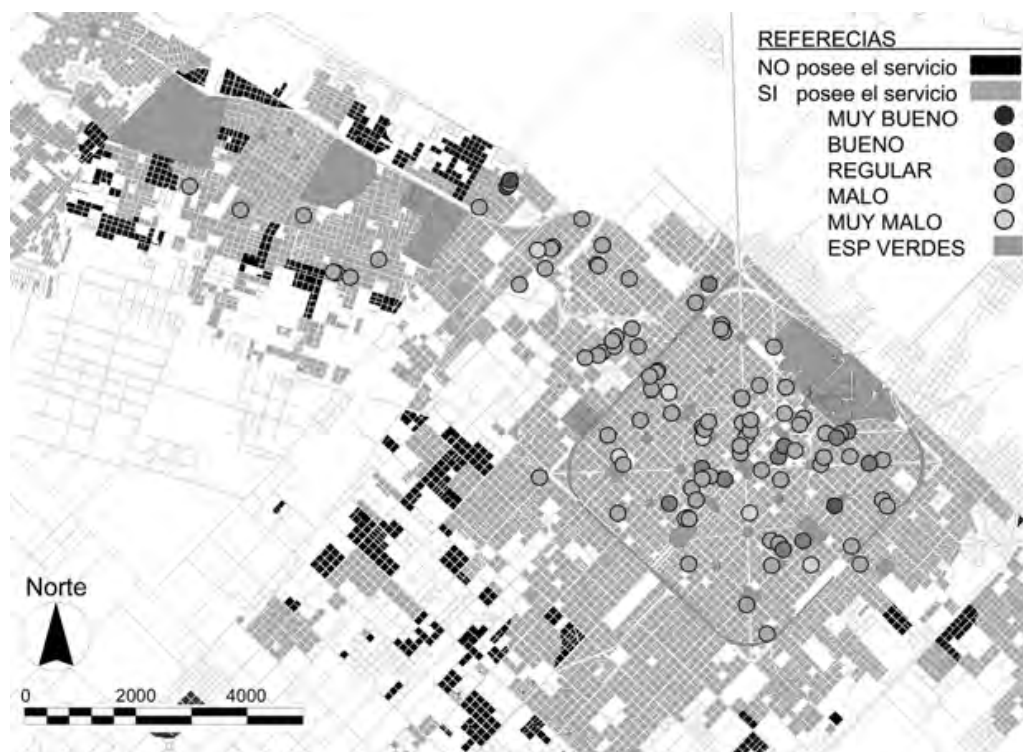 REFERECIAS
NO posee el servicio
SI posee el servicio
MUY BUENO
BUENO
REGULAR
MALO
MUY MALO
ESP VERDES
Norte
0 2000 4000